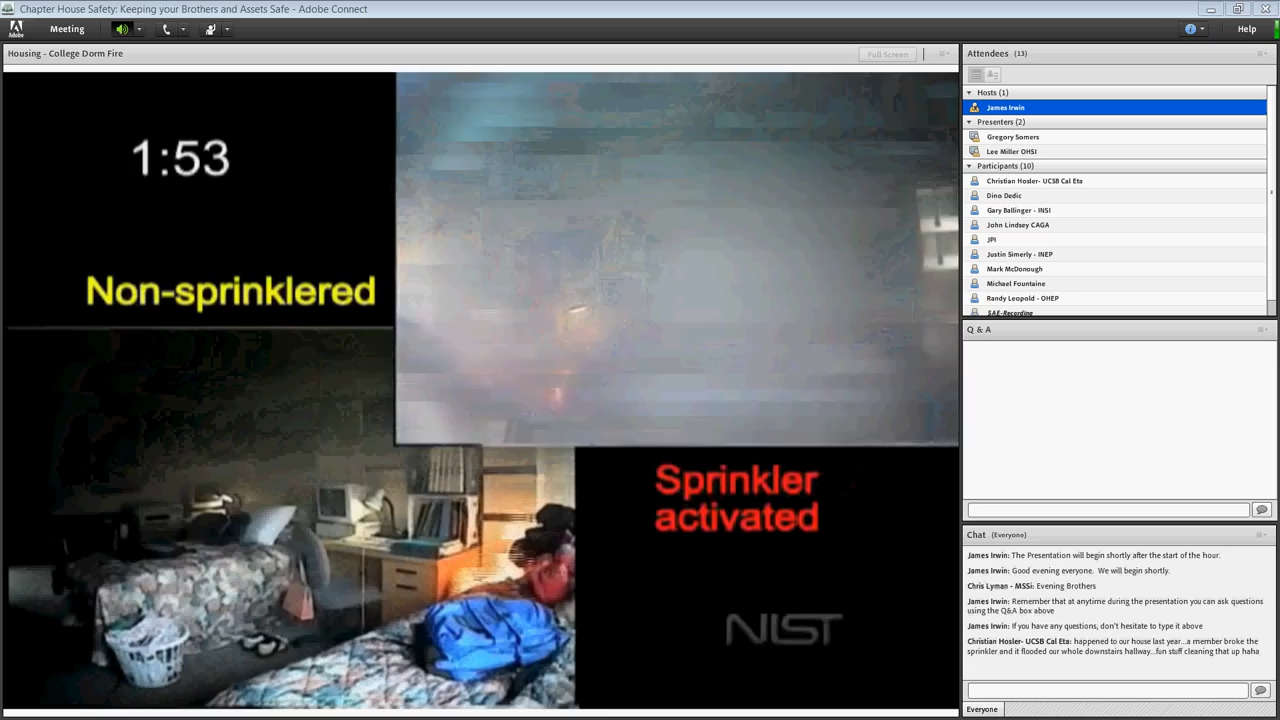 Chapter House Safety: Keeping your Brothers and Assets Safe - Adobe Connect
Adobe
Meeting
Help
Housing - College Dorm Fire
Full Screen
1:53
Non-sprinklered
Sprinkler
activated
NIST
Attendees (13)
Hosts (1)
James Irwin
Presenters (2)
Gregory Somers
Lee Miller OHSI
Participants (10)
Christian Hosler- UCSB Cal Eta
Dino Dedic
Gary Ballinger - INSI
John Lindsey CAGA
JPI
Justin Simerly - INEP
Mark McDonough
Michael Fountaine
Randy Leopold - OHEP
SAE-Recording
Q & A
Chat (Everyone)
James Irwin: The Presentation will begin shortly after the start of the hour.
James Irwin: Good evening everyone. We will begin shortly.
Chris Lyman - MSSi: Evening Brothers
James Irwin: Remember that at anytime during the presentation you can ask questions
using the Q&A box above
James Irwin: If you have any questions, don't hesitate to type it above
Christian Hosler- UCSB Cal Eta: happened to our house last year...a member broke the
sprinkler and it flooded our whole downstairs hallway...fun stuff cleaning that up haha
Everyone